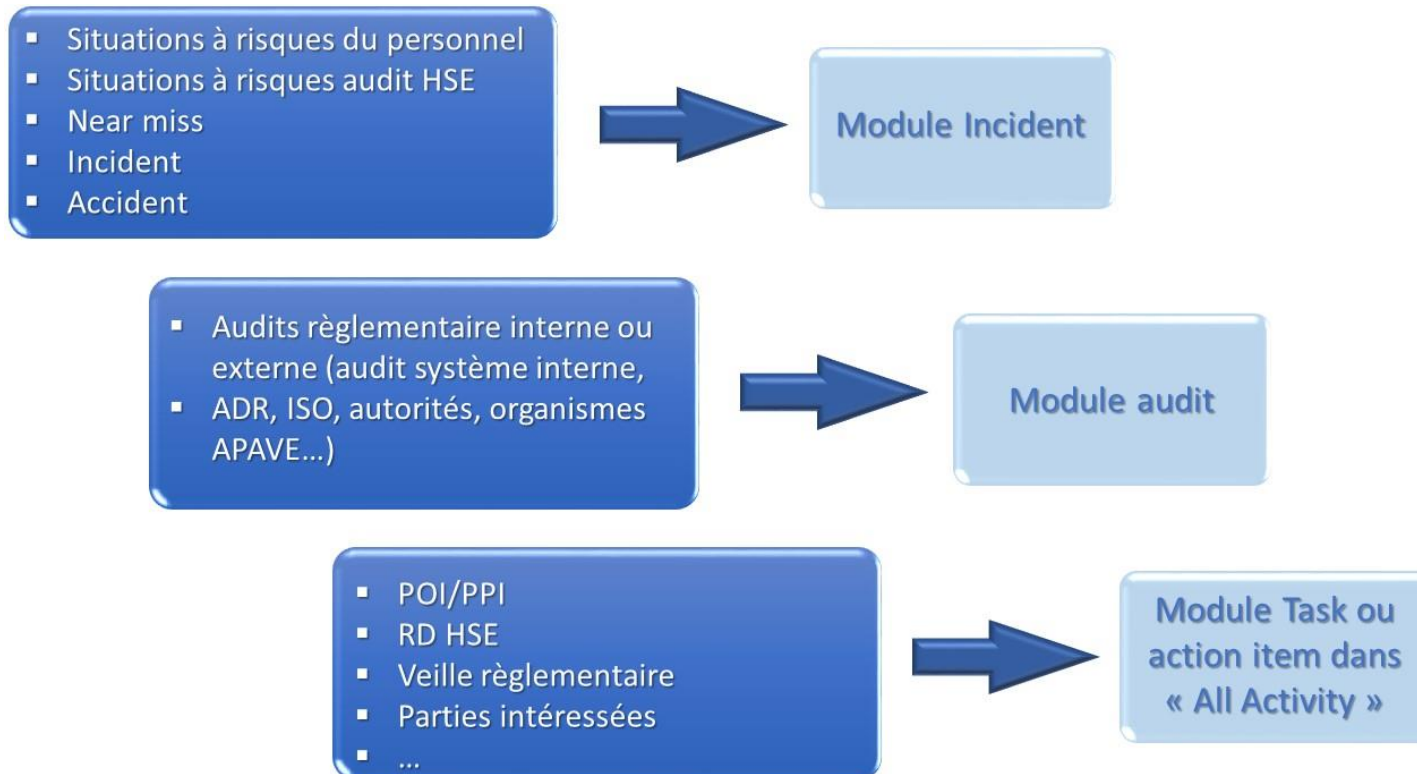 ▪ Situations à risques du personnel
▪ Situations à risques audit HSE
▪ Near miss
▪ Incident
▪ Accident
Module Incident
▪ Audits règlementaire interne ou
externe (audit système interne,
▪ ADR, ISO, autorités, organismes
APAVE...)
Module audit
▪ POI/PPI
▪ RD HSE
▪ Veille règlementaire
▪ Parties intéressées
▪ ...
Module Task ou
action item dans
« All Activity »